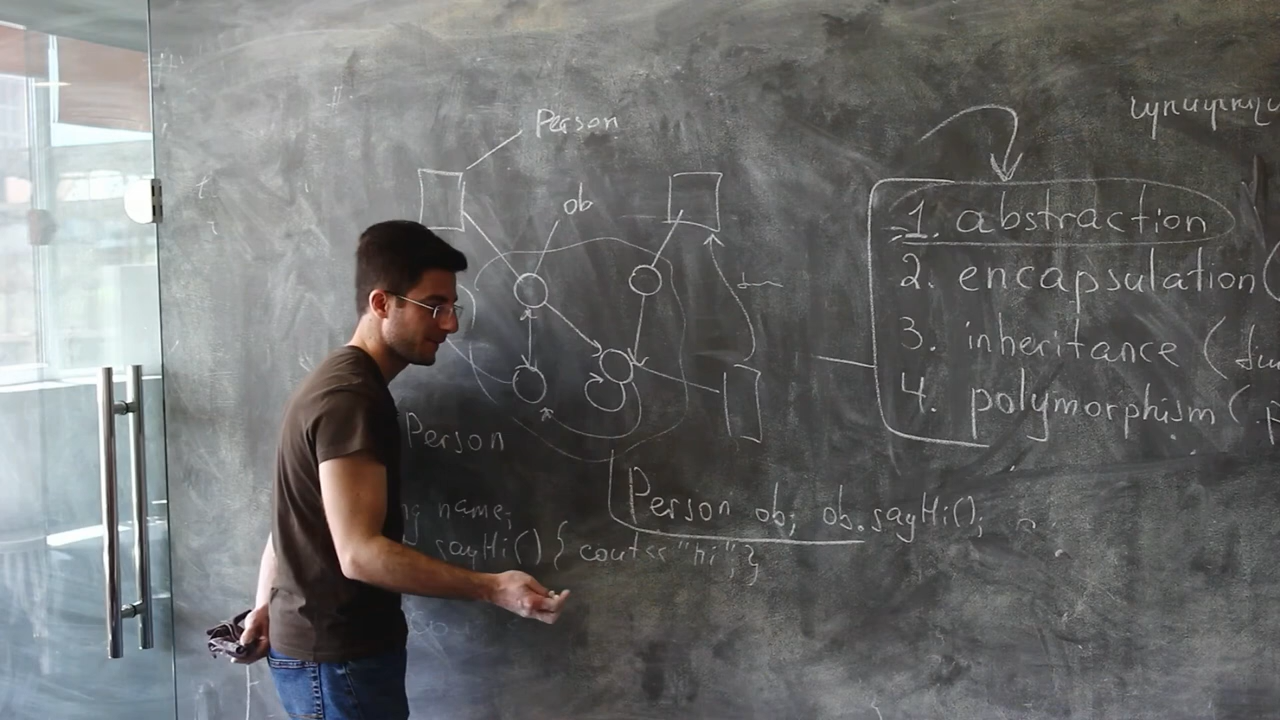 Person
ob
1. abstraction
2. encapsulation (
3. inheritance (
4. polymorphism (
Person
name;
Person ob; ob.sayHi();
sayHi() { cout<< "hi"; }